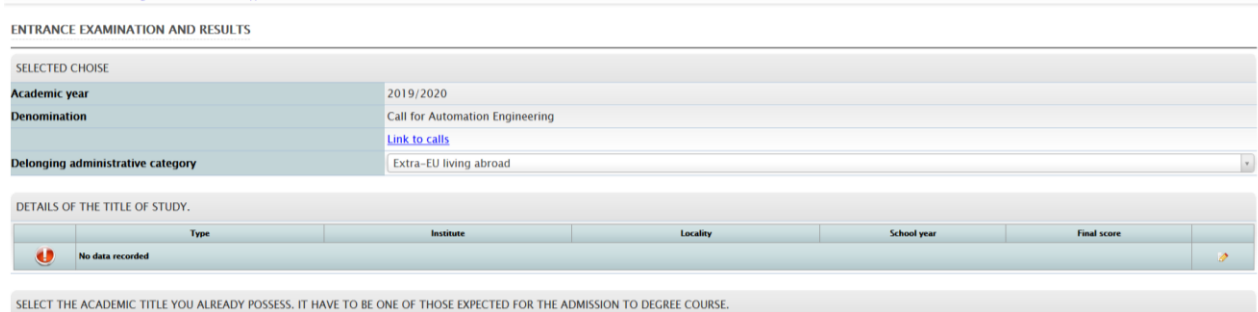 ENTRANCE EXAMINATION AND RESULTS
SELECTED CHOISE
Academic year 2019/2020
Denomination Call for Automation Engineering
Link to calls
Delonging administrative category Extra-EU living abroad
DETAILS OF THE TITLE OF STUDY.
Type Institute Locality School year Final score
No data recorded
SELECT THE ACADEMIC TITLE YOU ALREADY POSSESS. IT HAVE TO BE ONE OF THOSE EXPECTED FOR THE ADMISSION TO DEGREE COURSE.